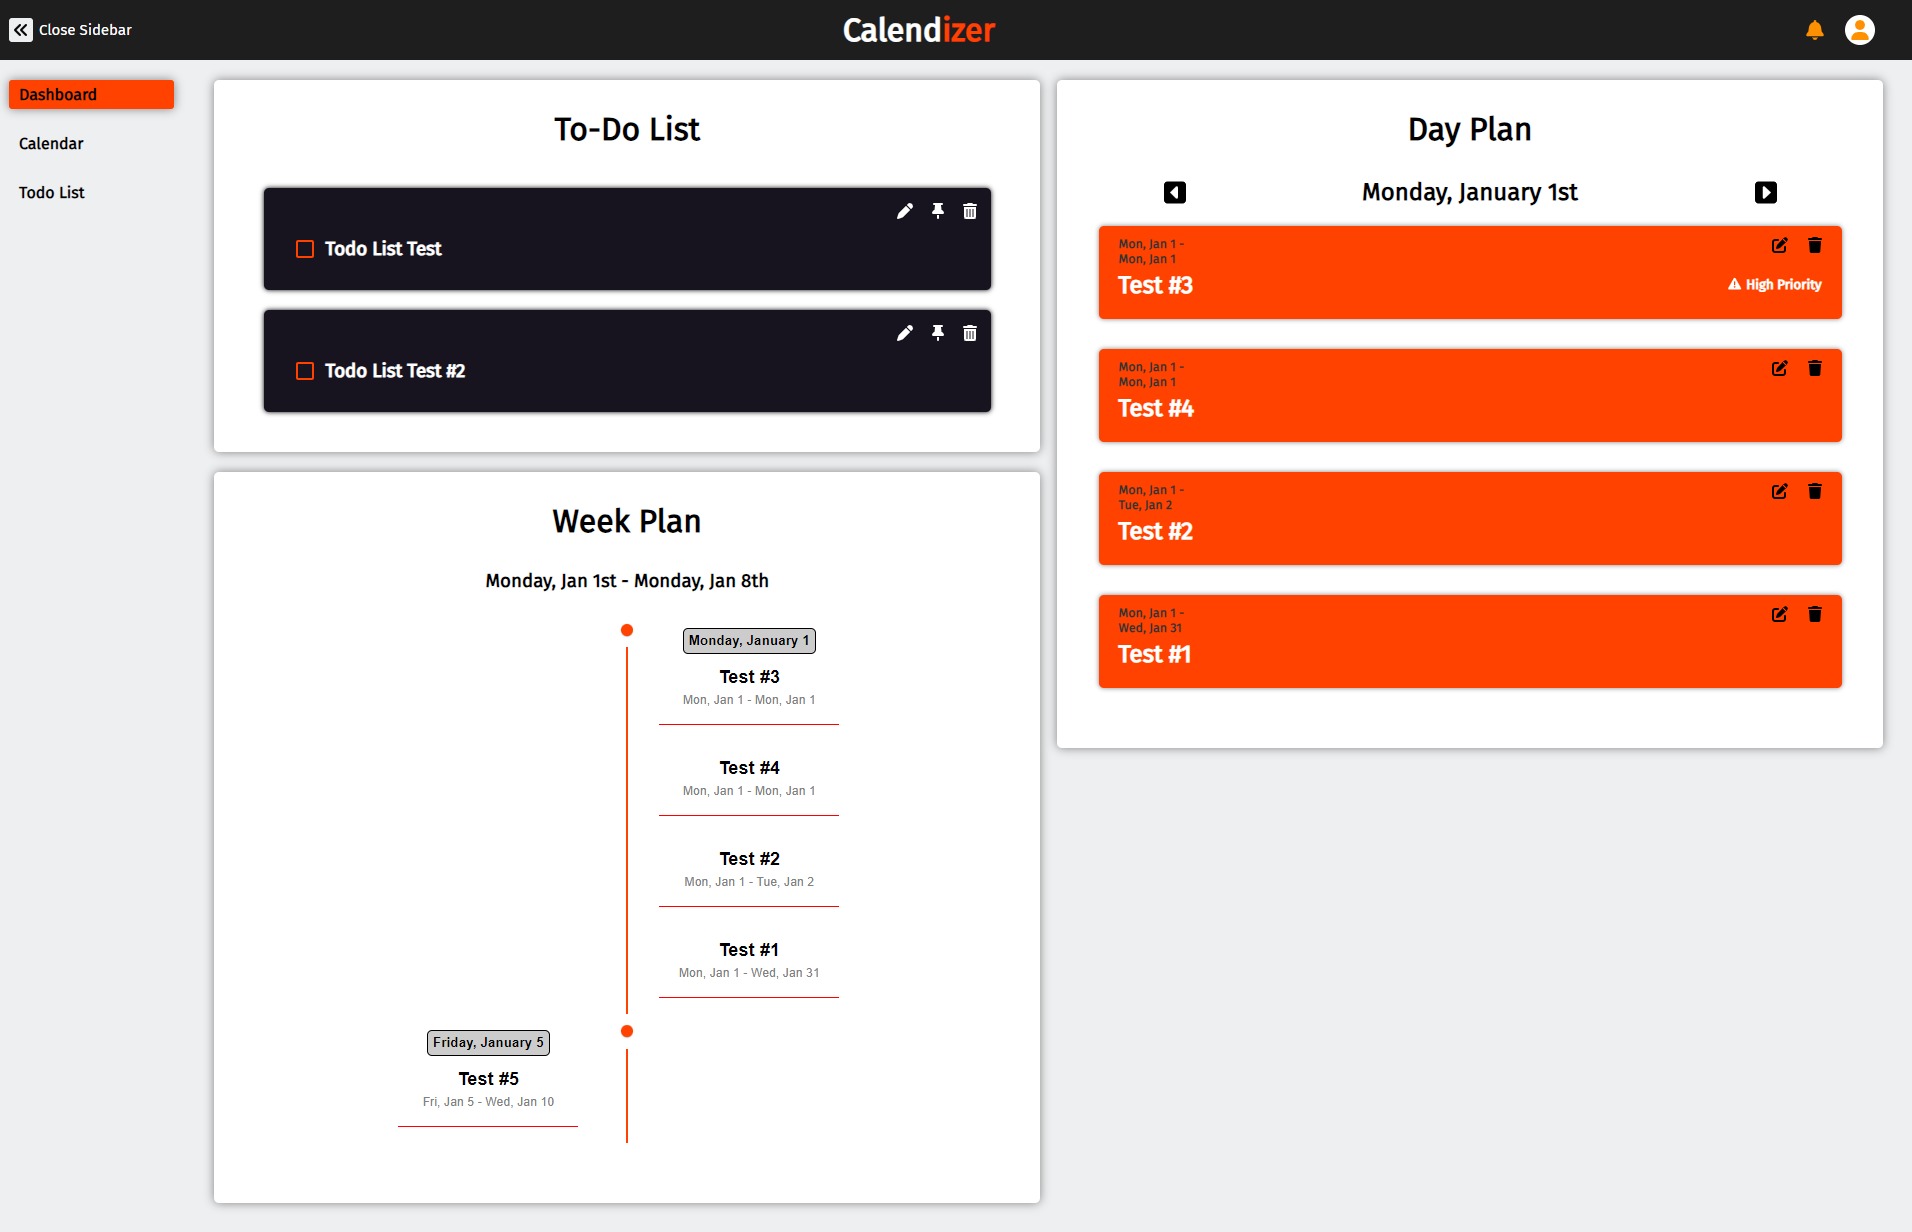 Close Sidebar
Calendizer
Dashboard
Calendar
Todo List
To-Do List
Todo List Test
Todo List Test #2
Week Plan
Monday, Jan 1st - Monday, Jan 8th
Monday, January 1
Test #3
Mon, Jan 1 - Mon, Jan 1
Test #4
Mon, Jan 1 - Mon, Jan 1
Test #2
Mon, Jan 1 - Tue, Jan 2
Test #1
Mon, Jan 1 - Wed, Jan 31
Friday, January 5
Test #5
Fri, Jan 5 - Wed, Jan 10
Day Plan
Monday, January 1st
Mon, Jan 1 -
Mon, Jan 1
Test #3
High Priority
Mon, Jan 1 -
Mon, Jan 1
Test #4
Mon, Jan 1 -
Tue, Jan 2
Test #2
Mon, Jan 1 -
Wed, Jan 31
Test #1